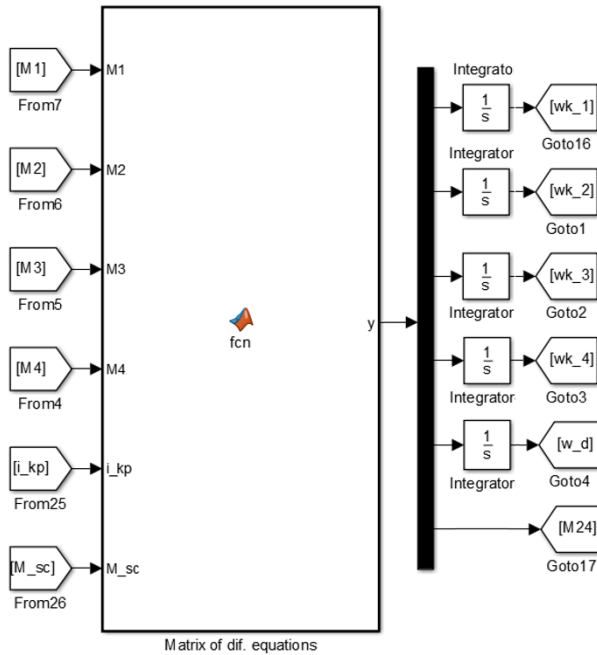 [M1]
From7
M1
[M2]
From6
M2
[M3]
From5
M3
[M4]
From4
M4
[i_kp]
From25
i_kp
[M_sc]
From26
M_sc
fcn
y
Matrix of dif. equations
Integrato
1
s
[wk_1]
Goto16
Integrator
1
s
[wk_2]
Goto1
1
s
[wk_3]
Integrator
Goto2
1
s
[wk_4]
Integrator
Goto3
1
s
[w_d]
Integrator
Goto4
[M24]
Goto17